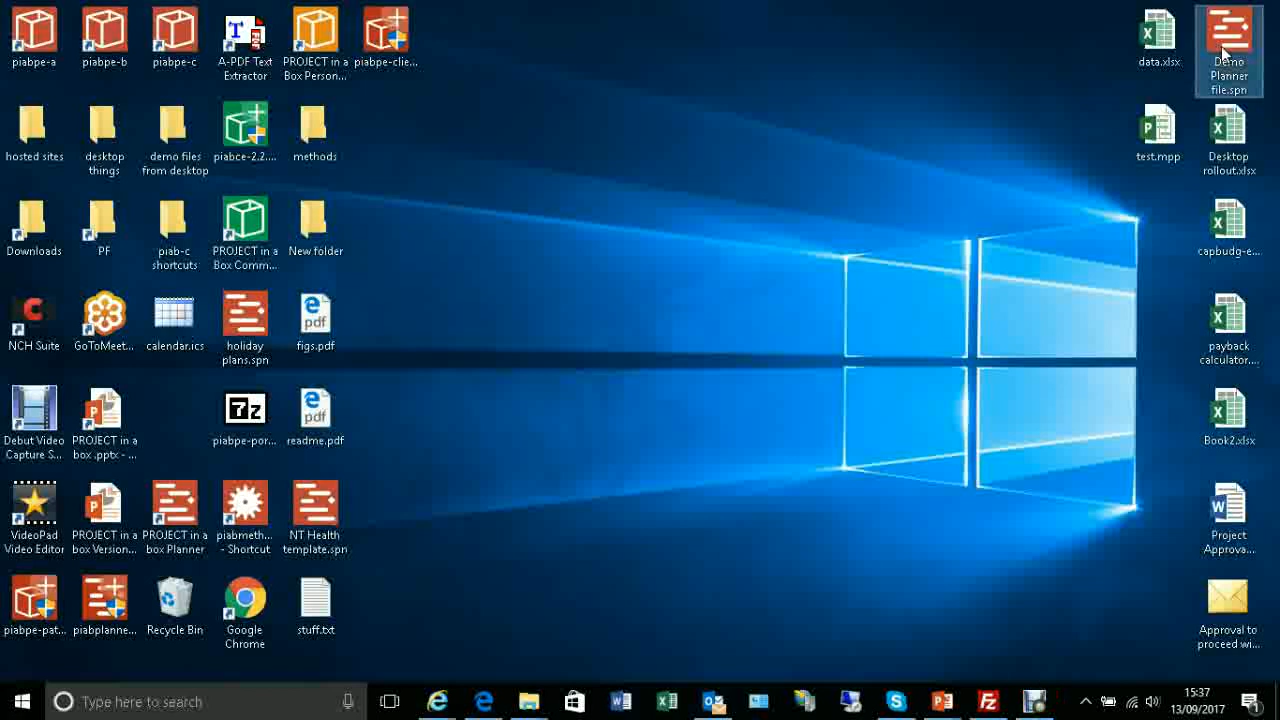 piabpe-a
piabpe-b
piabpe-c
A-PDF Text
Extractor
PROJECT in a
Box Person...
piabpe-clie...
data.xlsx
Demo
Planner
file.spn
hosted sites
desktop
things
demo files
from desktop
piabce-2.2....
methods
test.mpp
Desktop
rollout.xlsx
Downloads
PF
piab-c
shortcuts
PROJECT in a
Box Comm...
New folder
capbudg-e...
NCH Suite
GoToMeet...
calendar.ics
holiday
plans.spn
pdf
figs.pdf
payback
calculator....
Debut Video
Capture S...
PROJECT in a
box .pptx - ...
7z
piabpe-por...
pdf
readme.pdf
Book2.xlsx
VideoPad
Video Editor
PROJECT in a
box Version...
PROJECT in a
box Planner
piabmeth...
- Shortcut
NT Health
template.spn
Project
Approva...
piabpe-pat...
piabplanne...
Recycle Bin
Google
Chrome
stuff.txt
Approval to
proceed wi...
Type here to search
15:37
13/09/2017
1